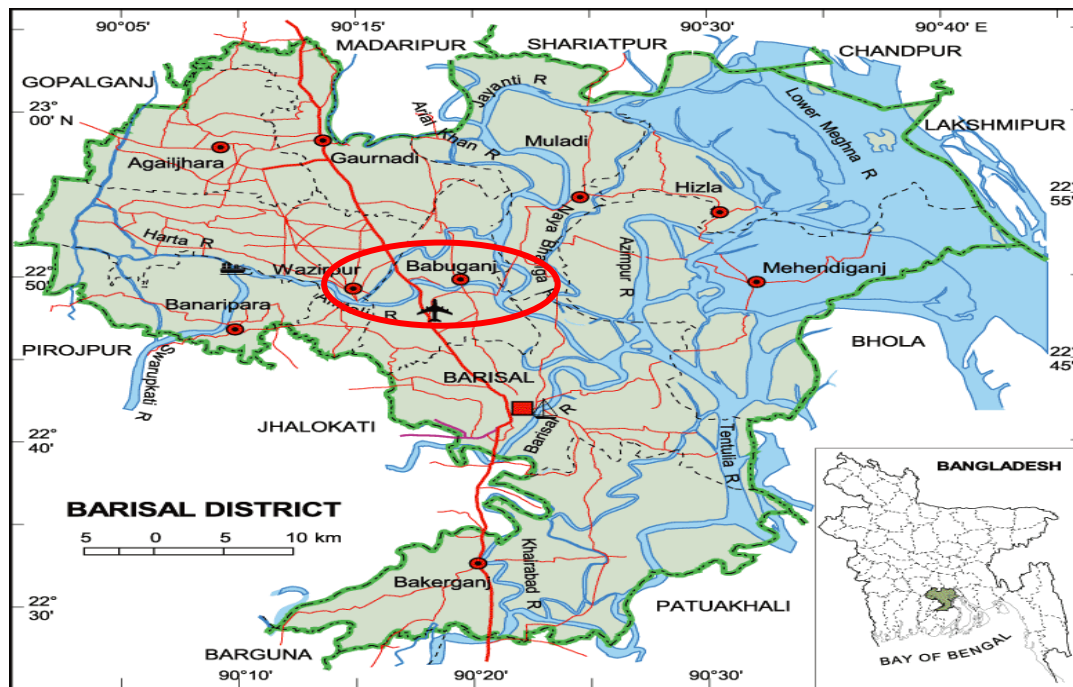 90°05'
90°15'
90°30'
90°40' E
MADARIPUR
SHARIATPUR
CHANDPUR
GOPALGANJ
23°
00' N
Jayanti R
Arial Khan R
Lower Meghna R
LAKSHMIPUR
Muladi
Agailjhara
Gaurnadi
Hizla
22°
55'
Naya Bhanga R
Harta R
Azimpur R
Wazirpur
Babuganj
22°
50'
Mehendiganj
Banaripara
R
PIROJPUR
Swarupkati R
BHOLA
22°
45'
BARISAL
JHALOKATI
Barisal R
22°
40'
Tentulia R
BANGLADESH
BARISAL DISTRICT
5 0 5 10 km
Khairabad R
Bakerganj
22°
30'
PATUAKHALI
BARGUNA
BAY OF BENGAL
90°10'
90°20'
90°30'